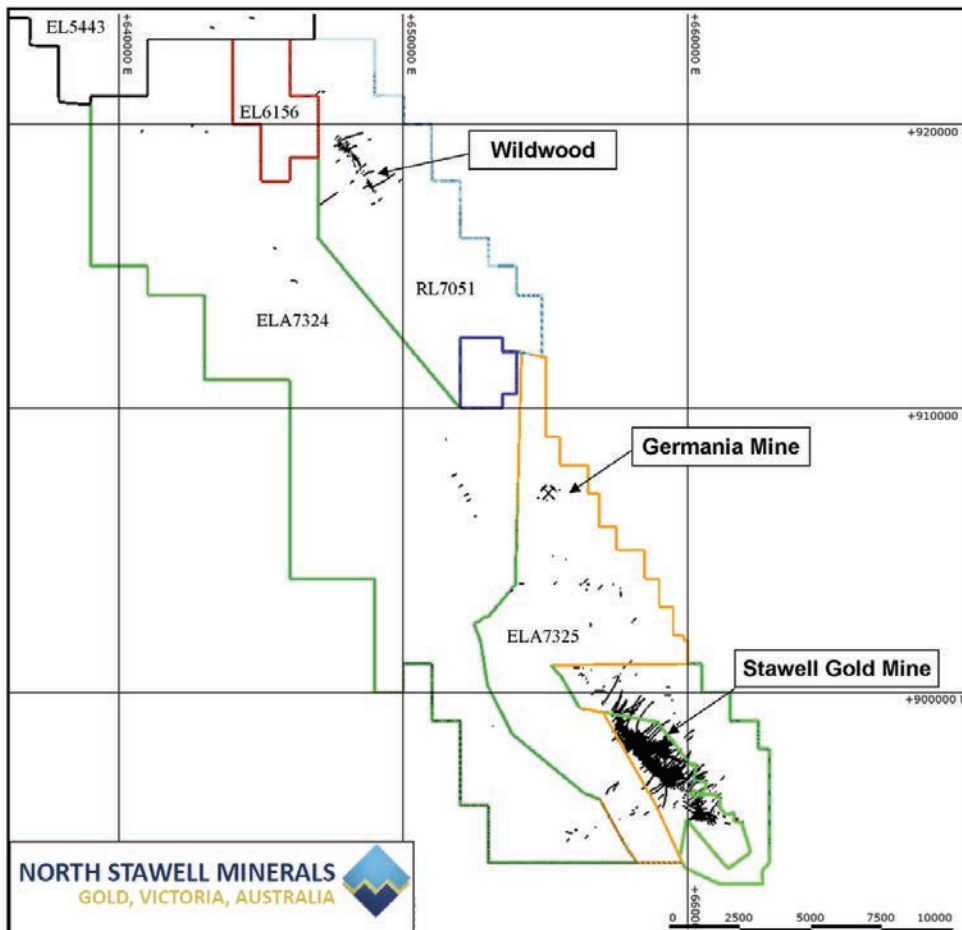 EL5443
+640000 m
+650000 m
+660000 m
EL6156
+920000
Wildwood
RL7051
ELA7324
+910000
Germania Mine
ELA7325
Stawell Gold Mine
+900000
NORTH STAWELL MINERALS
GOLD, VICTORIA, AUSTRALIA
0 2500 5000 7500 10000